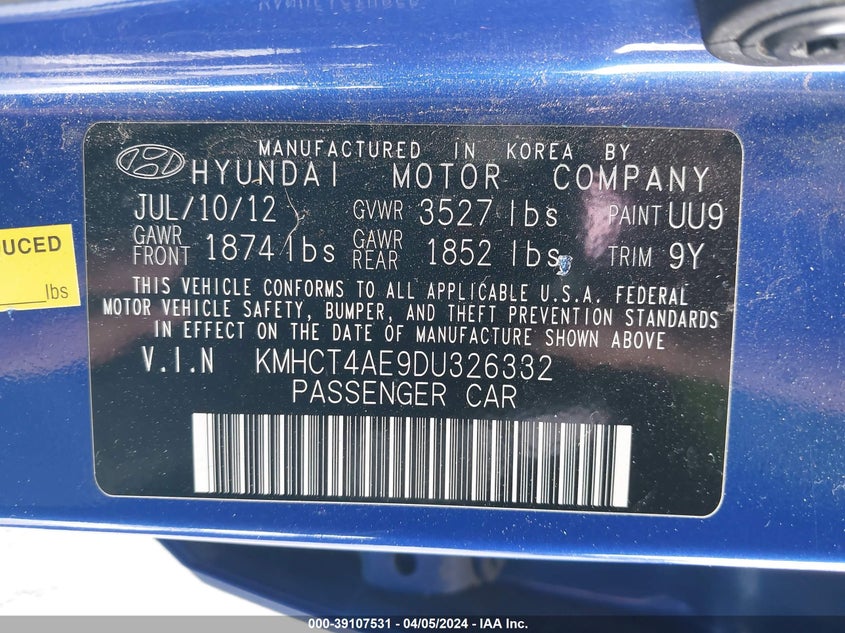 MANUFACTURED IN KOREA BY
HYUNDAI MOTOR COMPANY
JUL/10/12 GVWR 3527 lbs PAINT UU9
GAWR FRONT 1874 lbs GAWR REAR 1852 lbs TRIM 9Y
THIS VEHICLE CONFORMS TO ALL APPLICABLE U.S.A. FEDERAL
MOTOR VEHICLE SAFETY, BUMPER, AND THEFT PREVENTION STANDARDS
IN EFFECT ON THE DATE OF MANUFACTURE SHOWN ABOVE
V.I.N KMHCT4AE9DU326332
PASSENGER CAR
UCED
lbs
000-39107531 - 04/05/2024 - IAA Inc.